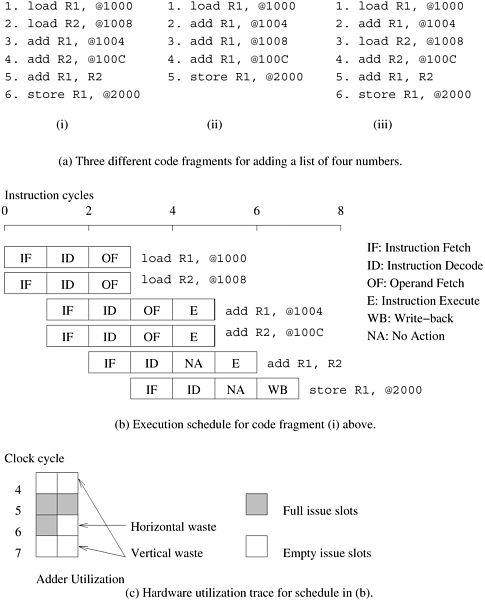 1. load R1, @1000
2. load R2, @1008
3. add R1, @1004
4. add R2, @100C
5. add R1, R2
6. store R1, @2000
(i)
1. load R1, @1000
2. add R1, @1004
3. add R1, @1008
4. add R1, @100C
5. store R1, @2000
(ii)
1. load R1, @1000
2. add R1, @1004
3. load R2, @1008
4. add R2, @100C
5. add R1, R2
6. store R1, @2000
(iii)
(a) Three different code fragments for adding a list of four numbers.
Instruction cycles
0 2 4 6 8
IF ID OF load R1, @1000
IF ID OF load R2, @1008
IF ID OF E add R1, @1004
IF ID OF E add R2, @100C
IF ID NA E add R1, R2
IF ID NA WB store R1, @2000
IF: Instruction Fetch
ID: Instruction Decode
OF: Operand Fetch
E: Instruction Execute
WB: Write-back
NA: No Action
(b) Execution schedule for code fragment (i) above.
Clock cycle
4
5
6
7
Horizontal waste
Vertical waste
Full issue slots
Empty issue slots
Adder Utilization
(c) Hardware utilization trace for schedule in (b).